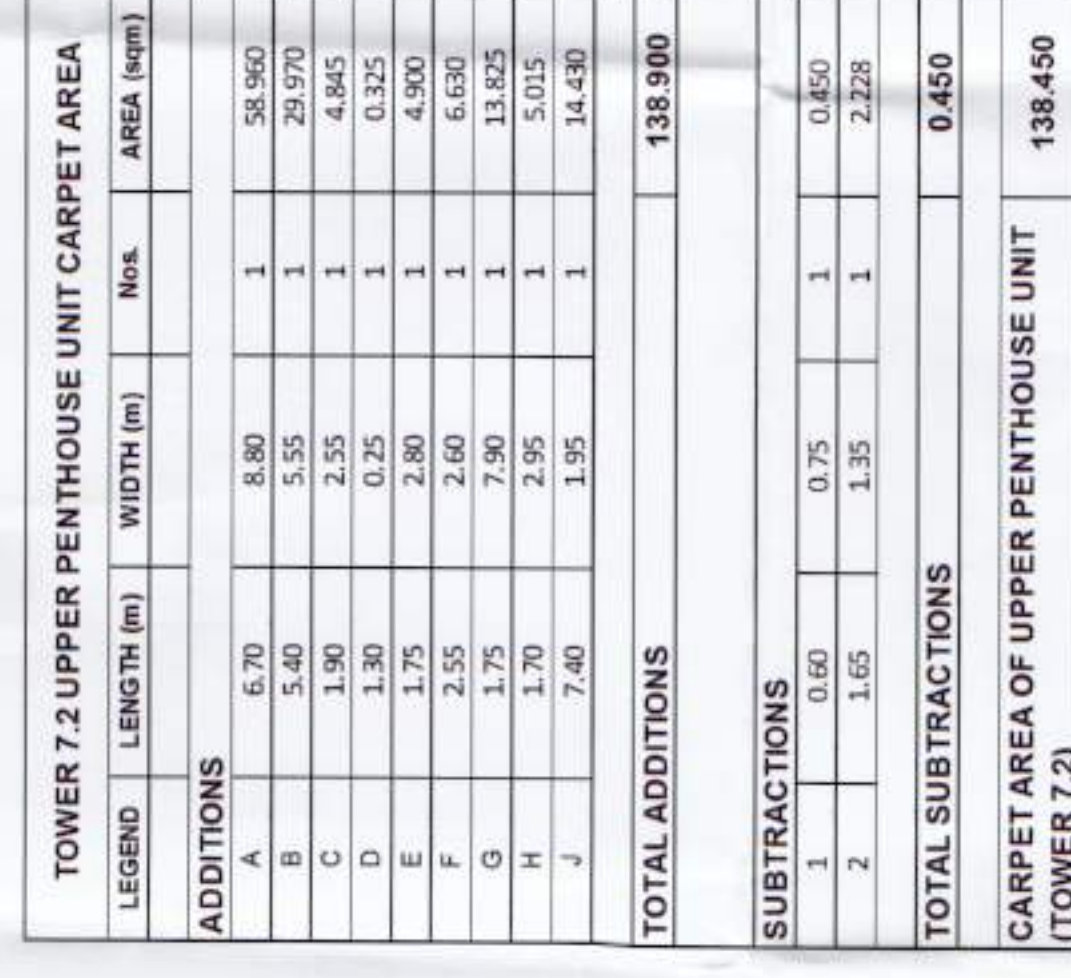 TOWER 7.2 UPPER PENTHOUSE UNIT CARPET AREA
LEGEND LENGTH (m) WIDTH (m) Nos. AREA (sqm)
ADDITIONS
A 6.70 8.80 1 58.960
B 5.40 5.55 1 29.970
C 1.90 2.55 1 4.845
D 1.30 0.25 1 0.325
E 1.75 2.80 1 4.900
F 2.55 2.60 1 6.630
G 1.75 7.90 1 13.825
H 1.70 2.95 1 5.015
J 7.40 1.95 1 14.430
TOTAL ADDITIONS 138.900
SUBTRACTIONS
1 0.60 0.75 1 0.450
2 1.65 1.35 1 2.228
TOTAL SUBTRACTIONS 0.450
CARPET AREA OF UPPER PENTHOUSE UNIT 138.450
(TOWER 7.2)